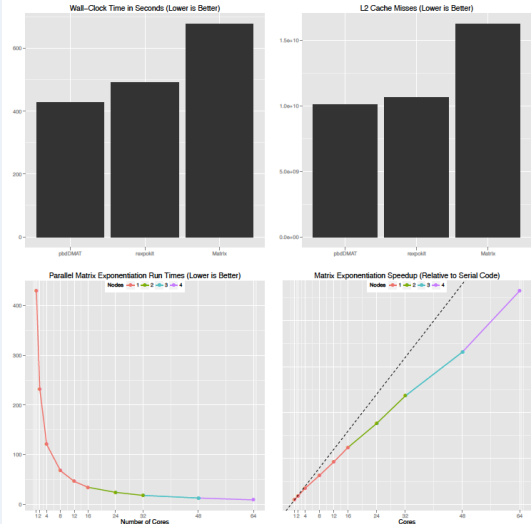 Wall-Clock Time in Seconds (Lower is Better)
600
400
200
0
pbdDMAT
rexpokit
Matrix
L2 Cache Misses (Lower is Better)
1.5e+10
1.0e+10
5.0e+09
0.0e+00
pbdDMAT
rexpokit
Matrix
Parallel Matrix Exponentiation Run Times (Lower is Better)
Nodes 1 2 3 4
400
300
200
100
0
1 2 4 8 12 16 24 32 48 64
Number of Cores
Matrix Exponentiation Speedup (Relative to Serial Code)
Nodes 1 2 3 4
1 2 4 8 12 16 24 32 48 64
Cores